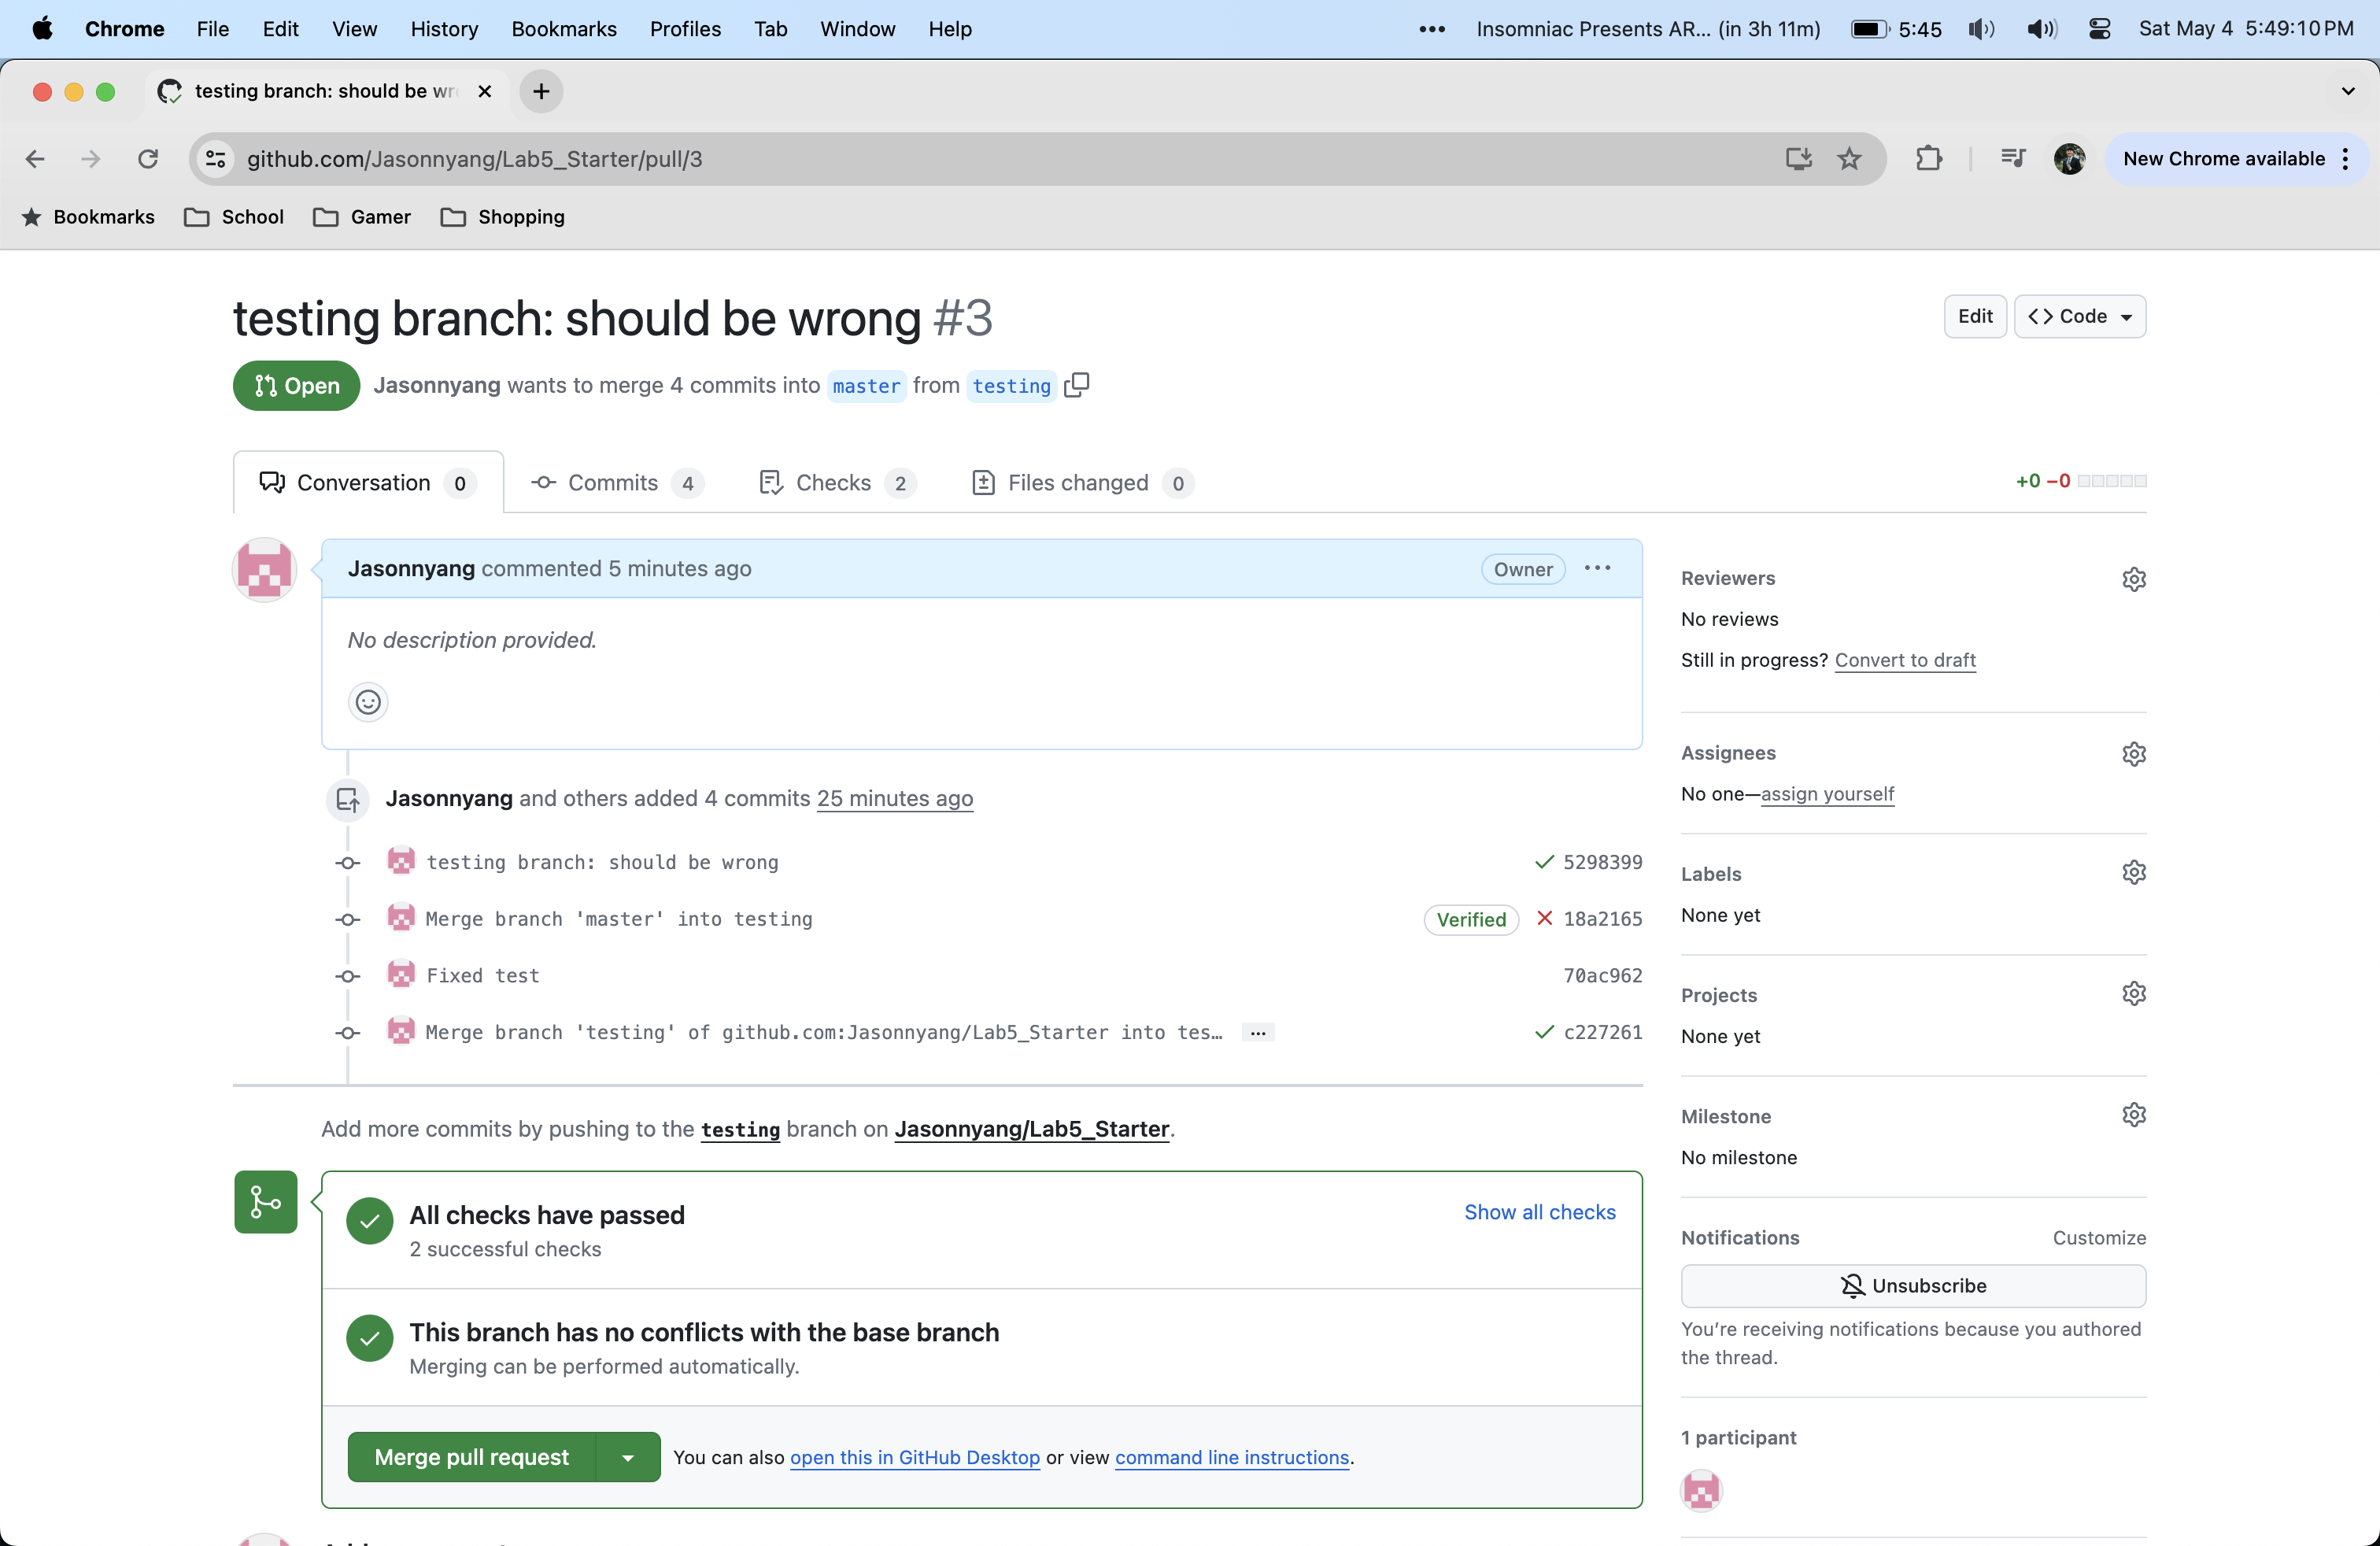 Chrome File Edit View History Bookmarks Profiles Tab Window Help ••• Insomniac Presents AR... (in 3h 11m) 5:45 Sat May 4 5:49:10 PM
testing branch: should be wr
github.com/Jasonnyang/Lab5_Starter/pull/3 New Chrome available
Bookmarks School Gamer Shopping
testing branch: should be wrong #3
Edit <> Code
Open Jasonnyang wants to merge 4 commits into master from testing
Conversation 0 Commits 4 Checks 2 Files changed 0 +0 −0
Jasonnyang commented 5 minutes ago Owner ...
No description provided.
Jasonnyang and others added 4 commits 25 minutes ago
testing branch: should be wrong 5298399
Merge branch 'master' into testing Verified 18a2165
Fixed test 70ac962
Merge branch 'testing' of github.com:Jasonnyang/Lab5_Starter into tes… ... c227261
Add more commits by pushing to the testing branch on Jasonnyang/Lab5_Starter.
All checks have passed Show all checks
2 successful checks
This branch has no conflicts with the base branch
Merging can be performed automatically.
Merge pull request You can also open this in GitHub Desktop or view command line instructions.
Reviewers
No reviews
Still in progress? Convert to draft
Assignees
No one—assign yourself
Labels
None yet
Projects
None yet
Milestone
No milestone
Notifications Customize
Unsubscribe
You're receiving notifications because you authored
the thread.
1 participant